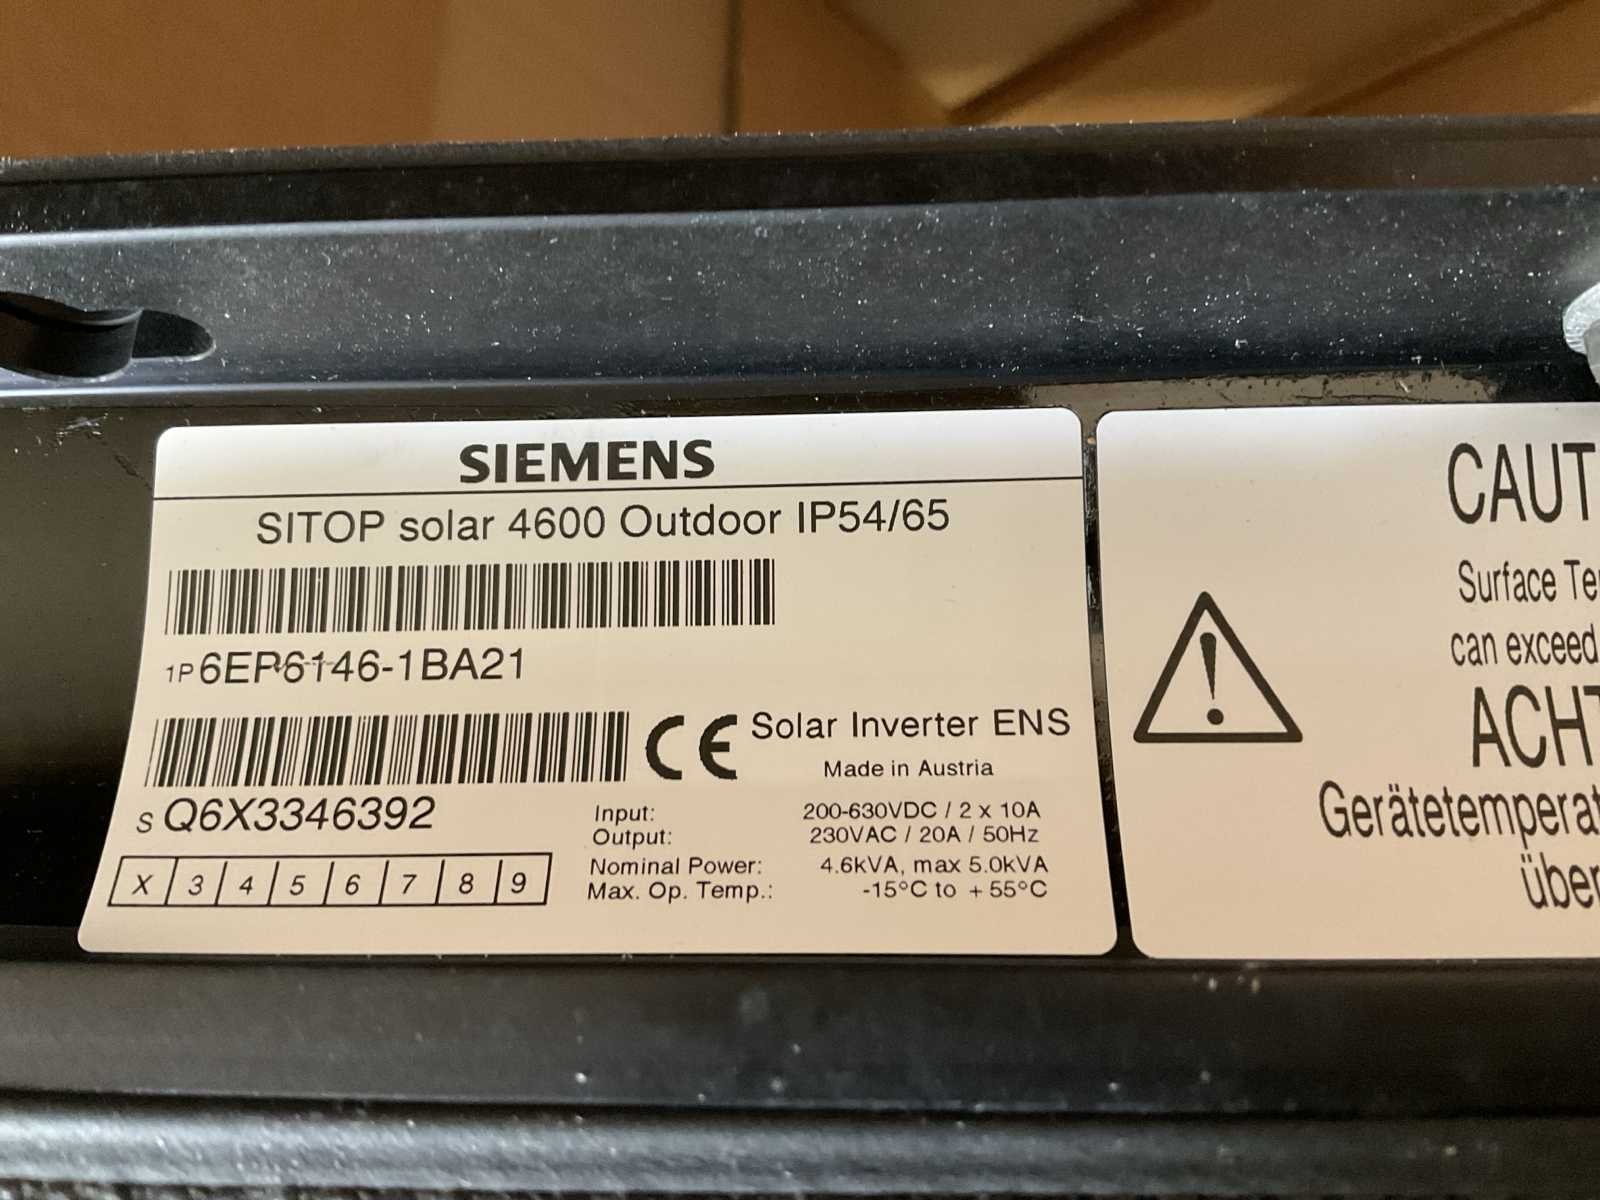 SIEMENS
SITOP solar 4600 Outdoor IP54/65
1P 6EP6146-1BA21
CE Solar Inverter ENS
Made in Austria
S Q6X3346392
Input: 200-630VDC / 2 x 10A
Output: 230VAC / 20A / 50Hz
Nominal Power: 4.6kVA, max 5.0kVA
Max. Op. Temp.: -15°C to +55°C
X 3 4 5 6 7 8 9
CAUT
Surface Te
can exceed
ACHT
Gerätetemperat
über